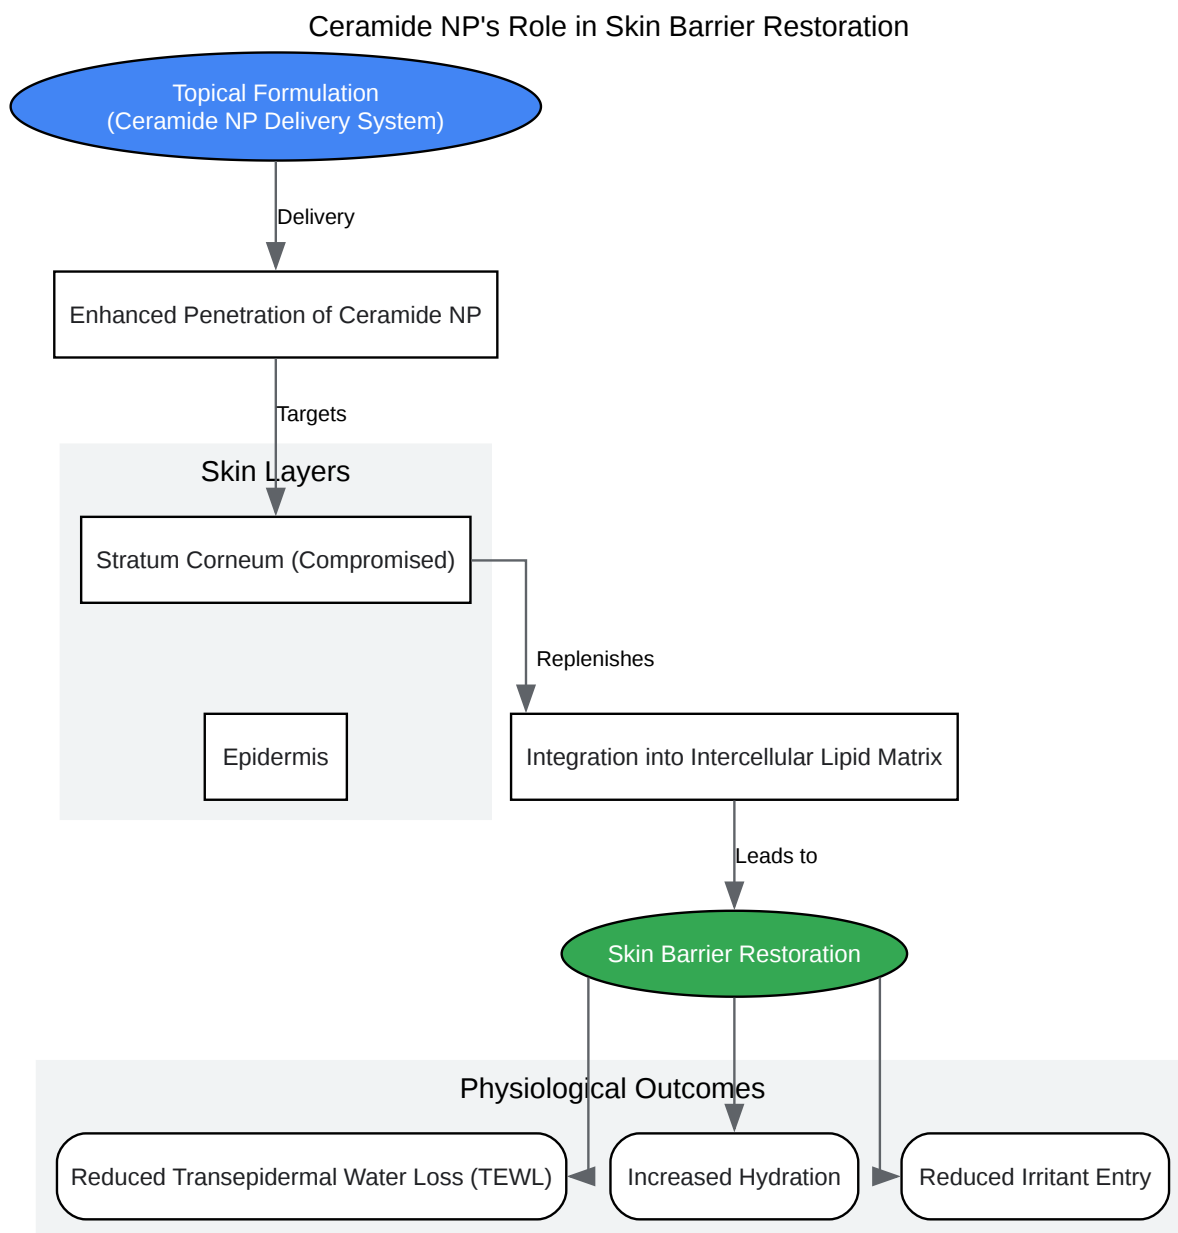 Ceramide NP's Role in Skin Barrier Restoration
Topical Formulation
(Ceramide NP Delivery System)
Delivery
Enhanced Penetration of Ceramide NP
Targets
Skin Layers
Stratum Corneum (Compromised)
Replenishes
Epidermis
Integration into Intercellular Lipid Matrix
Leads to
Skin Barrier Restoration
Physiological Outcomes
Reduced Transepidermal Water Loss (TEWL)
Increased Hydration
Reduced Irritant Entry